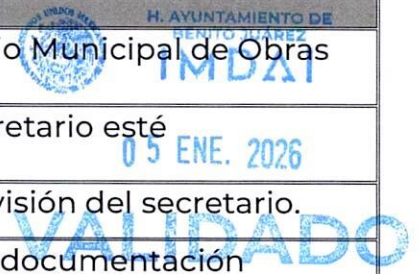 H. AYUNTAMIENTO DE
BENITO JUÁREZ
o Municipal de Obras
IMDAI
retario esté
05 ENE. 2026
visión del secretario.
VALIDADO
documentación